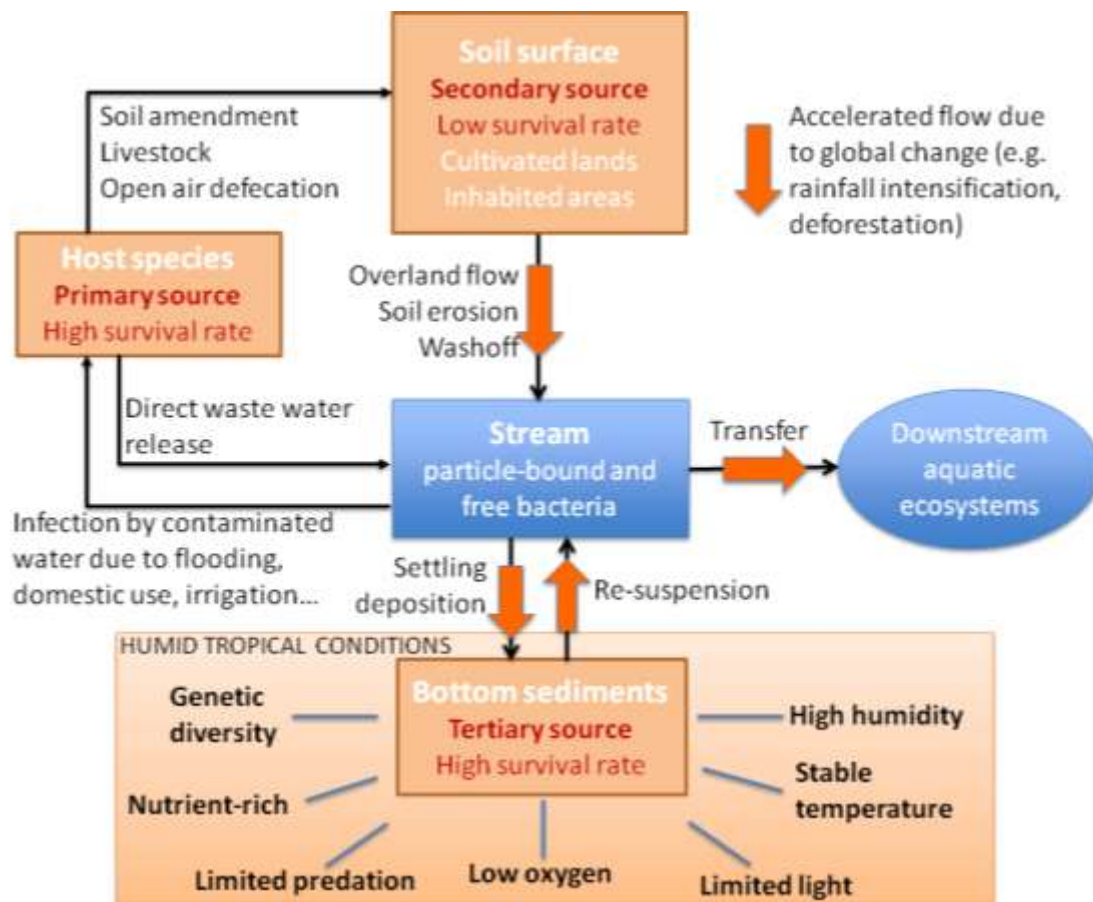 Soil surface
Secondary source
Low survival rate
Cultivated lands
Inhabited areas
Soil amendment
Livestock
Open air defecation
Accelerated flow due
to global change (e.g.
rainfall intensification,
deforestation)
Host species
Primary source
High survival rate
Overland flow
Soil erosion
Washoff
Direct waste water
release
Stream
particle-bound and
free bacteria
Transfer
Downstream
aquatic
ecosystems
Infection by contaminated
water due to flooding,
domestic use, irrigation...
Settling
deposition
Re-suspension
HUMID TROPICAL CONDITIONS
Bottom sediments
Tertiary source
High survival rate
Genetic
diversity
High humidity
Nutrient-rich
Stable
temperature
Limited predation
Low oxygen
Limited light